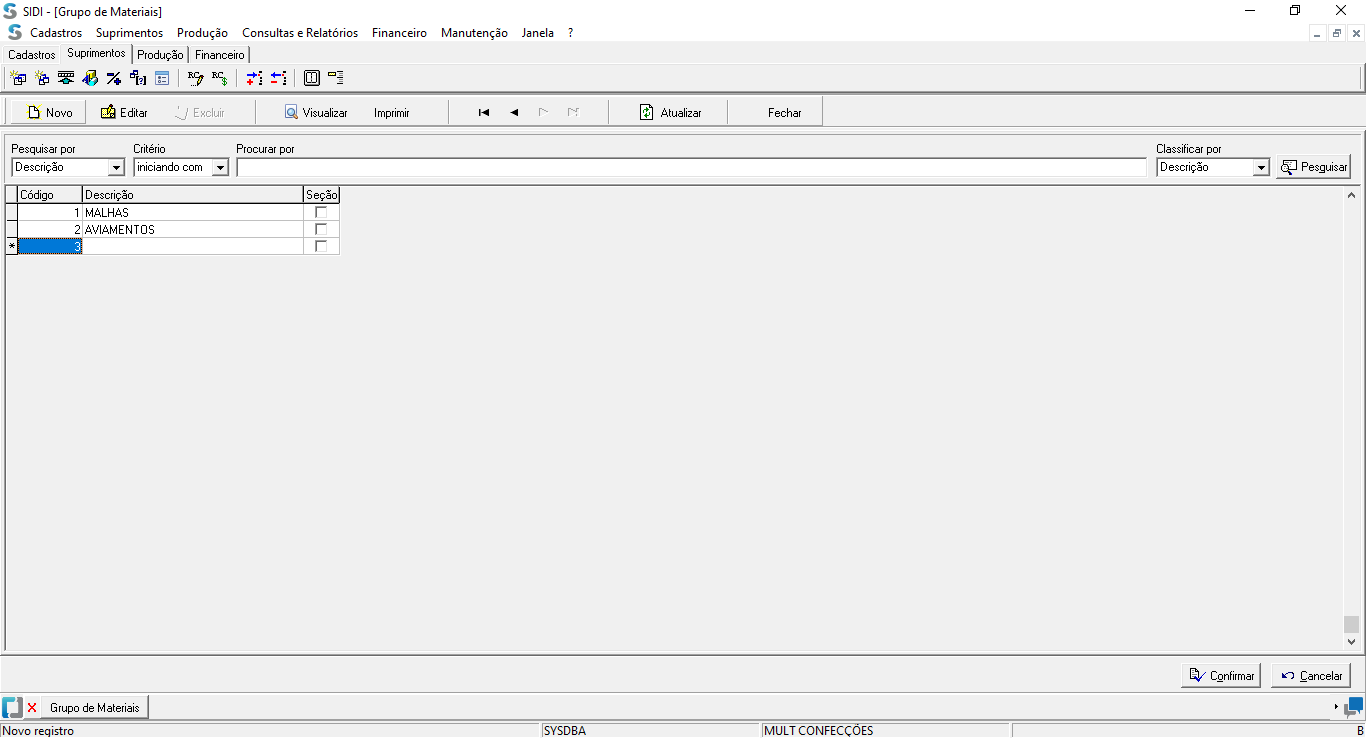 SIDI - [Grupo de Materiais]
Cadastros Suprimentos Produção Consultas e Relatórios Financeiro Manutenção Janela ?
Cadastros Suprimentos Produção Financeiro
Novo Editar Excluir Visualizar Imprimir Atualizar Fechar
Pesquisar por Critério Procurar por Classificar por
Descrição iniciando com Descrição Pesquisar
Código Descrição Seção
1 MALHAS
2 AVIAMENTOS
* 3
Confirmar Cancelar
Grupo de Materiais
Novo registro SYSDBA MULT CONFECÇÕES B